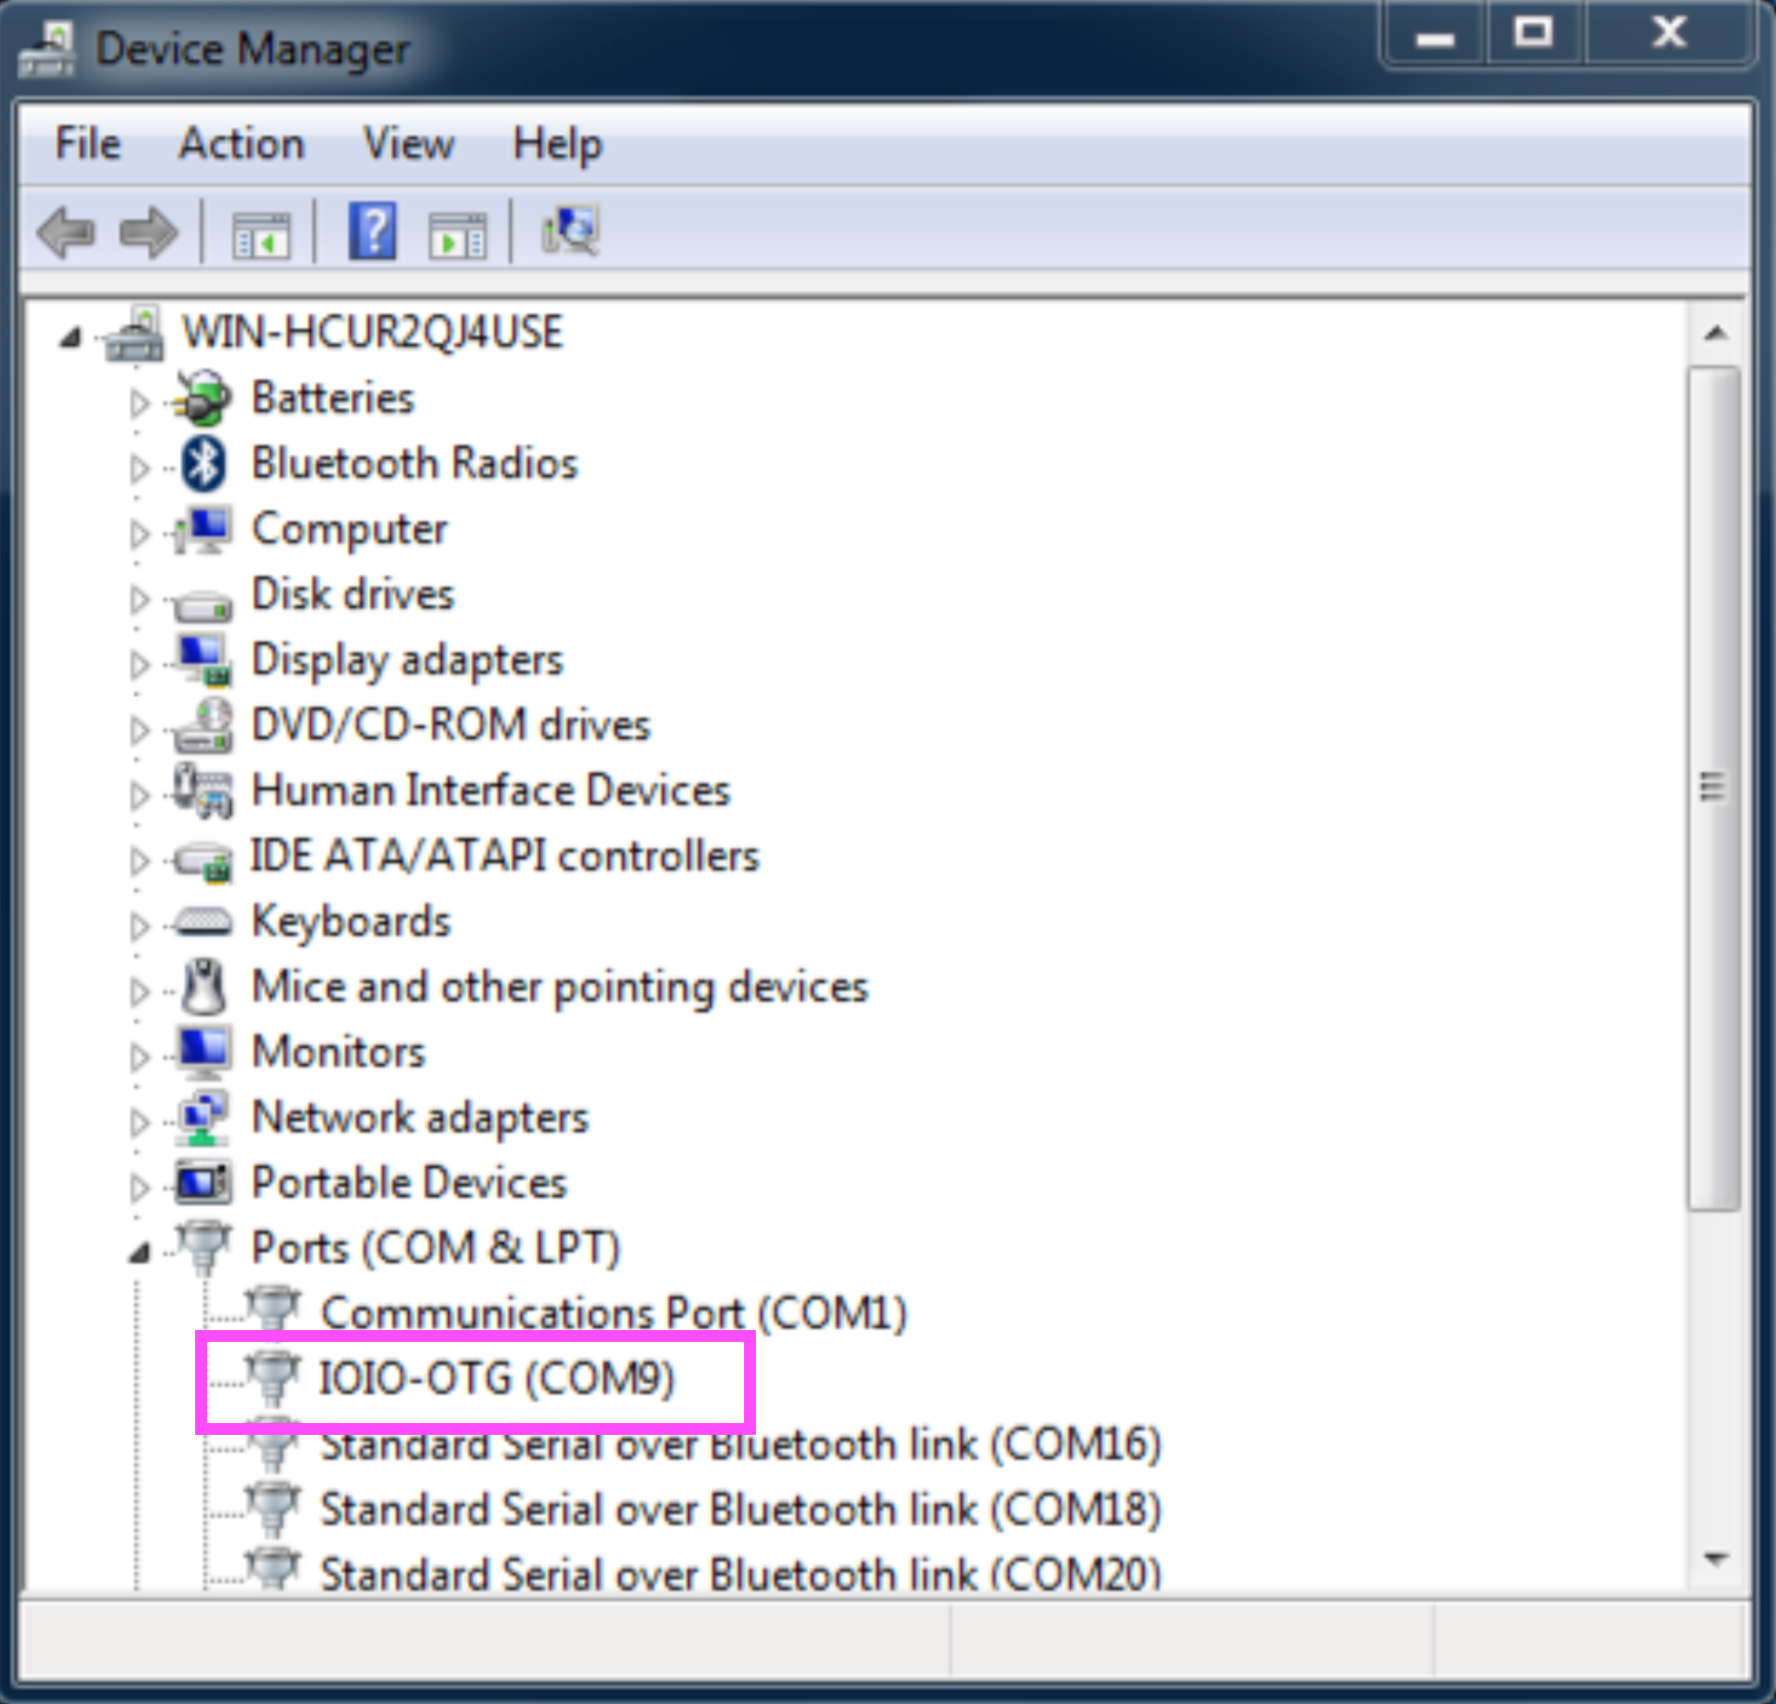 Device Manager
File Action View Help
WIN-HCUR2QJ4USE
Batteries
Bluetooth Radios
Computer
Disk drives
Display adapters
DVD/CD-ROM drives
Human Interface Devices
IDE ATA/ATAPI controllers
Keyboards
Mice and other pointing devices
Monitors
Network adapters
Portable Devices
Ports (COM & LPT)
Communications Port (COM1)
IOIO-OTG (COM9)
Standard Serial over Bluetooth link (COM16)
Standard Serial over Bluetooth link (COM18)
Standard Serial over Bluetooth link (COM20)